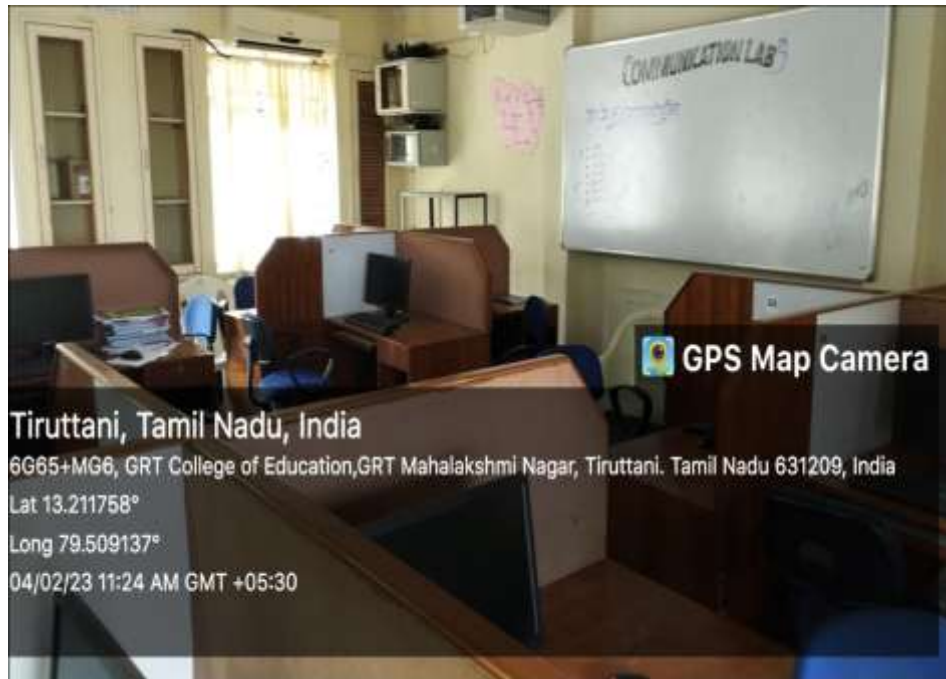 COMMUNICATION LAB
GPS Map Camera
Tiruttani, Tamil Nadu, India
6G65+MG6, GRT College of Education,GRT Mahalakshmi Nagar, Tiruttani. Tamil Nadu 631209, India
Lat 13.211758°
Long 79.509137°
04/02/23 11:24 AM GMT +05:30